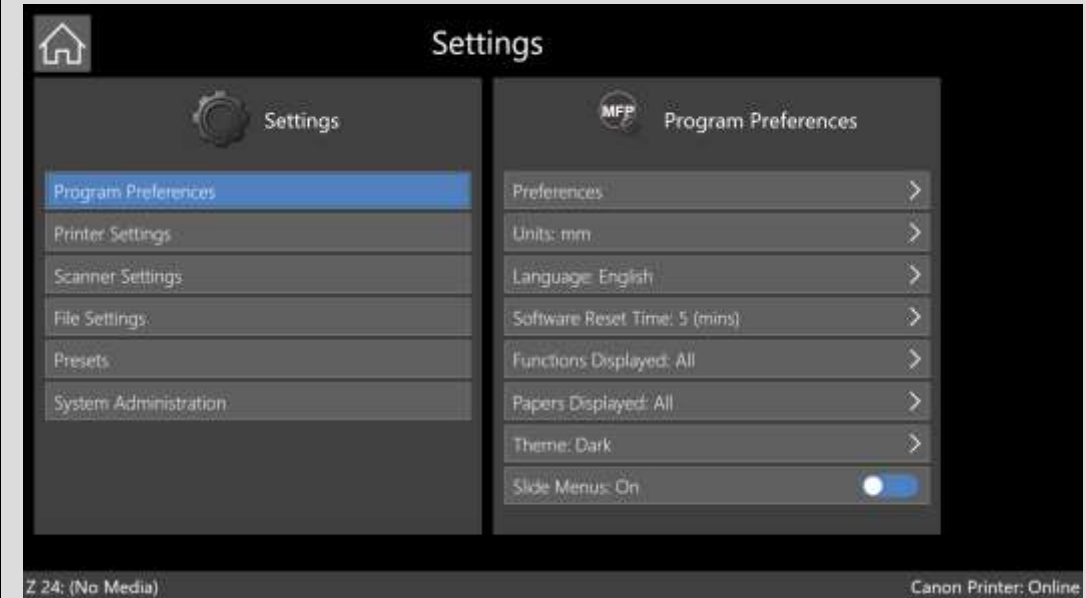 Settings
Settings
Program Preferences
Printer Settings
Scanner Settings
File Settings
Presets
System Administration
MFP
Program Preferences
Preferences
Units: mm
Language: English
Software Reset Time: 5 (mins)
Functions Displayed: All
Papers Displayed: All
Theme: Dark
Slide Menus: On
Z 24: (No Media)
Canon Printer: Online